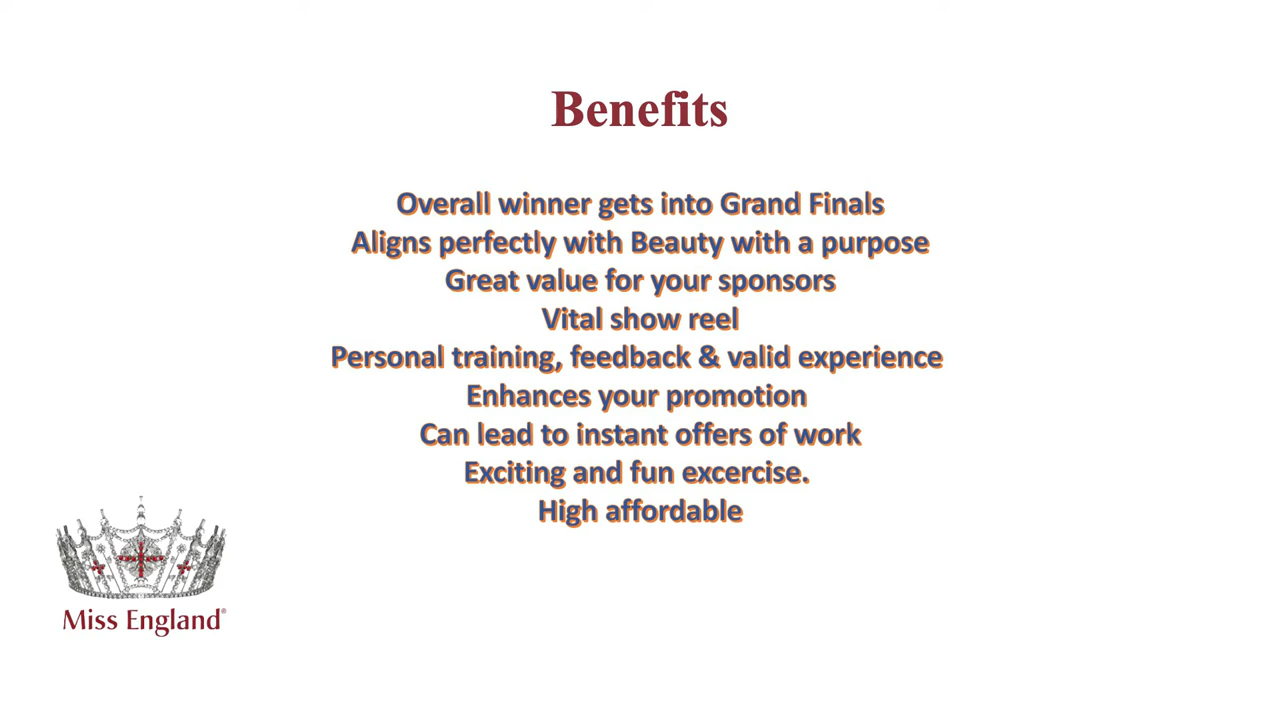 Benefits
Overall winner gets into Grand Finals
Aligns perfectly with Beauty with a purpose
Great value for your sponsors
Vital show reel
Personal training, feedback & valid experience
Enhances your promotion
Can lead to instant offers of work
Exciting and fun excercise.
High affordable
Miss England®